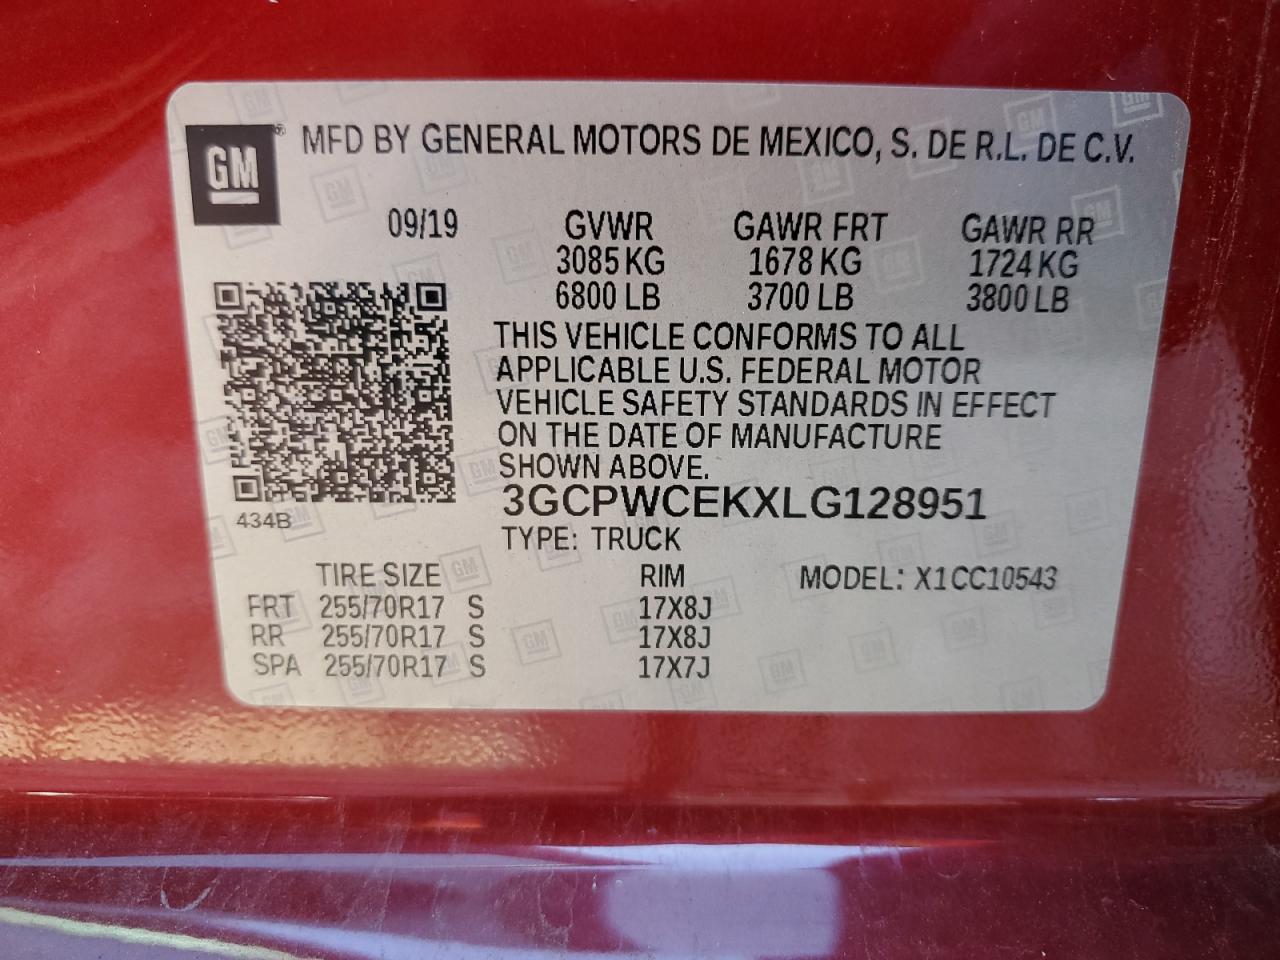 GM® MFD BY GENERAL MOTORS DE MEXICO, S. DE R.L. DE C.V.
09/19 GVWR GAWR FRT GAWR RR
3085 KG 1678 KG 1724 KG
6800 LB 3700 LB 3800 LB
THIS VEHICLE CONFORMS TO ALL
APPLICABLE U.S. FEDERAL MOTOR
VEHICLE SAFETY STANDARDS IN EFFECT
ON THE DATE OF MANUFACTURE
SHOWN ABOVE.
3GCPWCEKXLG128951
434B
TYPE: TRUCK
TIRE SIZE RIM MODEL: X1CC10543
FRT 255/70R17 S 17X8J
RR 255/70R17 S 17X8J
SPA 255/70R17 S 17X7J